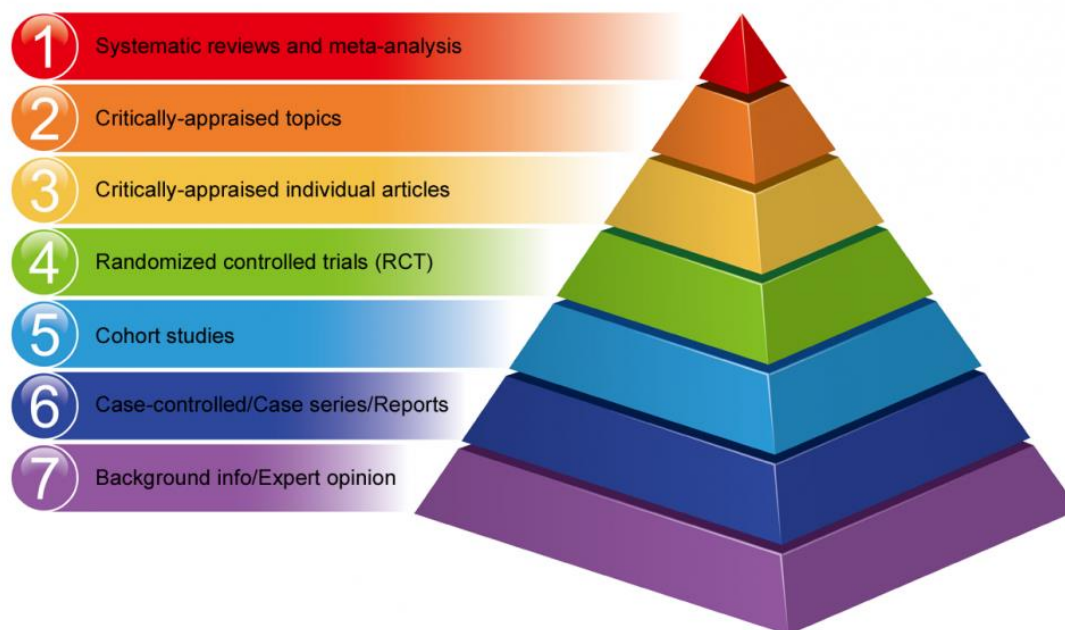 1 Systematic reviews and meta-analysis
2 Critically-appraised topics
3 Critically-appraised individual articles
4 Randomized controlled trials (RCT)
5 Cohort studies
6 Case-controlled/Case series/Reports
7 Background info/Expert opinion